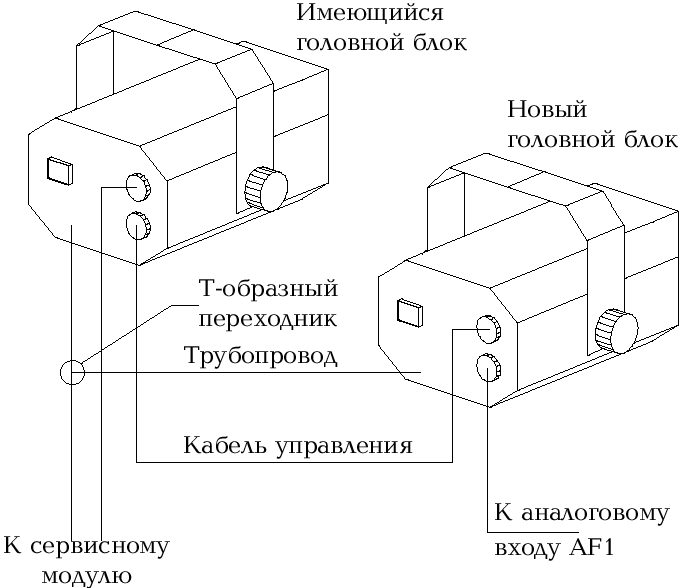 Имеющийся
головной блок
Новый
головной блок
Т-образный
переходник
Трубопровод
Кабель управления
К аналоговому
входу AF1
К сервисному
модулю